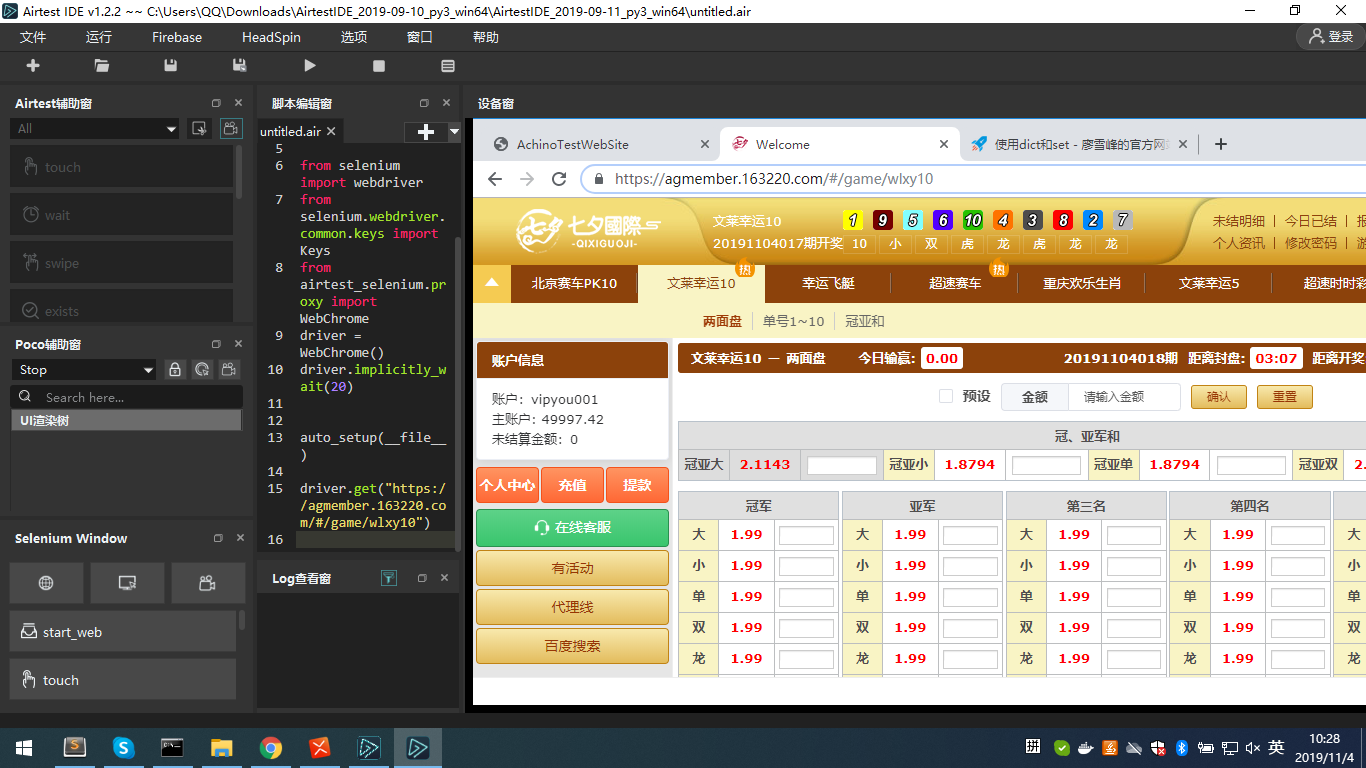 Airtest IDE v1.2.2 ~~ C:\Users\QQ\Downloads\AirtestIDE_2019-09-10_py3_win64\AirtestIDE_2019-09-11_py3_win64\untitled.air
文件 运行 Firebase HeadSpin 选项 窗口 帮助 登录
Airtest辅助窗
All
touch
wait
swipe
exists
Poco辅助窗
Stop
Search here...
UI渲染树
Selenium Window
start_web
touch
脚本编辑窗
untitled.air
5
6 from selenium
import webdriver
7 from
selenium.webdriver.
common.keys import
Keys
8 from
airtest_selenium.pr
oxy import
WebChrome
9 driver =
WebChrome()
10 driver.implicitly_w
ait(20)
11
12
13 auto_setup(__file__
)
14
15 driver.get("https:/
/agmember.163220.co
m/#/game/wlxy10")
16
Log查看窗
设备窗
AchinoTestWebSite
Welcome
使用dict和set - 廖雪峰的官方网
https://agmember.163220.com/#/game/wlxy10
七夕國際
-QIXIGUOJI-
文莱幸运10 1 9 5 6 10 4 3 8 2 7
20191104017期开奖 10 小 双 虎 龙 虎 龙 龙
未结明细 | 今日已结 |
个人资讯 | 修改密码 |
热
热
北京赛车PK10 文莱幸运10 幸运飞艇 超速赛车 重庆欢乐生肖 文莱幸运5 超速时时彩
两面盘 单号1~10 冠亚和
账户信息
账户：vipyou001
主账户：49997.42
未结算金额：0
个人中心 充值 提款
在线客服
有活动
代理线
百度搜索
文莱幸运10 — 两面盘 今日输赢: 0.00 20191104018期 距离封盘: 03:07 距离开奖
预设 金额 请输入金额 确认 重置
冠、亚军和
冠亚大 2.1143 冠亚小 1.8794 冠亚单 1.8794 冠亚双 2.
冠军 亚军 第三名 第四名
大 1.99 大 1.99 大 1.99 大 1.99 大
小 1.99 小 1.99 小 1.99 小 1.99 小
单 1.99 单 1.99 单 1.99 单 1.99 单
双 1.99 双 1.99 双 1.99 双 1.99 双
龙 1.99 龙 1.99 龙 1.99 龙 1.99 龙
英
10:28
2019/11/4